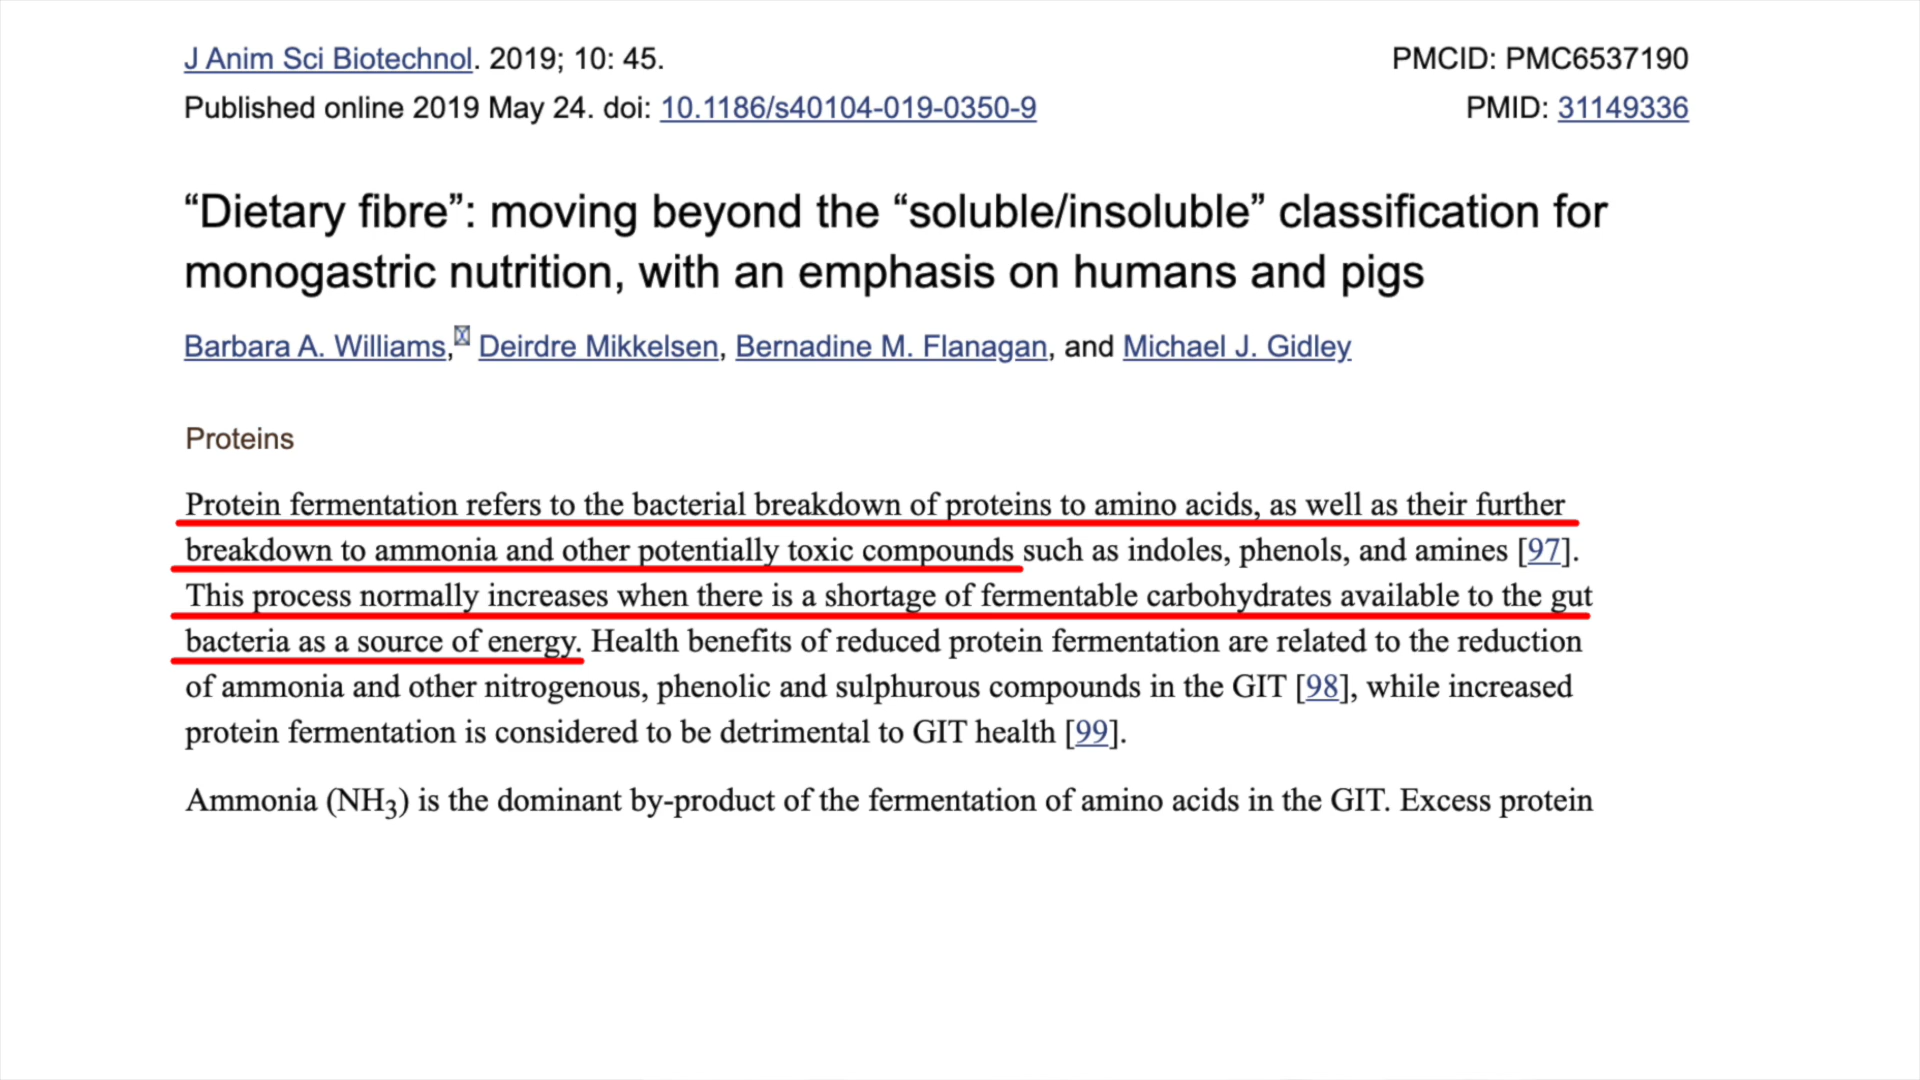 J Anim Sci Biotechnol. 2019; 10: 45. PMCID: PMC6537190
Published online 2019 May 24. doi: 10.1186/s40104-019-0350-9 PMID: 31149336
“Dietary fibre”: moving beyond the “soluble/insoluble” classification for
monogastric nutrition, with an emphasis on humans and pigs
Barbara A. Williams, Deirdre Mikkelsen, Bernadine M. Flanagan, and Michael J. Gidley
Proteins
Protein fermentation refers to the bacterial breakdown of proteins to amino acids, as well as their further
breakdown to ammonia and other potentially toxic compounds such as indoles, phenols, and amines [97].
This process normally increases when there is a shortage of fermentable carbohydrates available to the gut
bacteria as a source of energy. Health benefits of reduced protein fermentation are related to the reduction
of ammonia and other nitrogenous, phenolic and sulphurous compounds in the GIT [98], while increased
protein fermentation is considered to be detrimental to GIT health [99].
Ammonia (NH3) is the dominant by-product of the fermentation of amino acids in the GIT. Excess protein